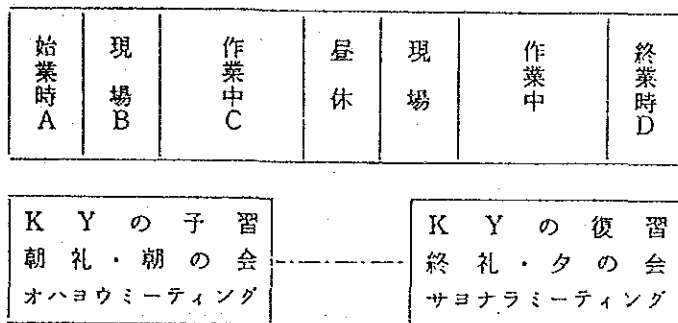 始業時A
現場B
作業中C
昼休
現場
作業中
終業時D
KYの予習
朝礼・朝の会
オハヨウミーティング
KYの復習
終礼・夕の会
サヨナラミーティング